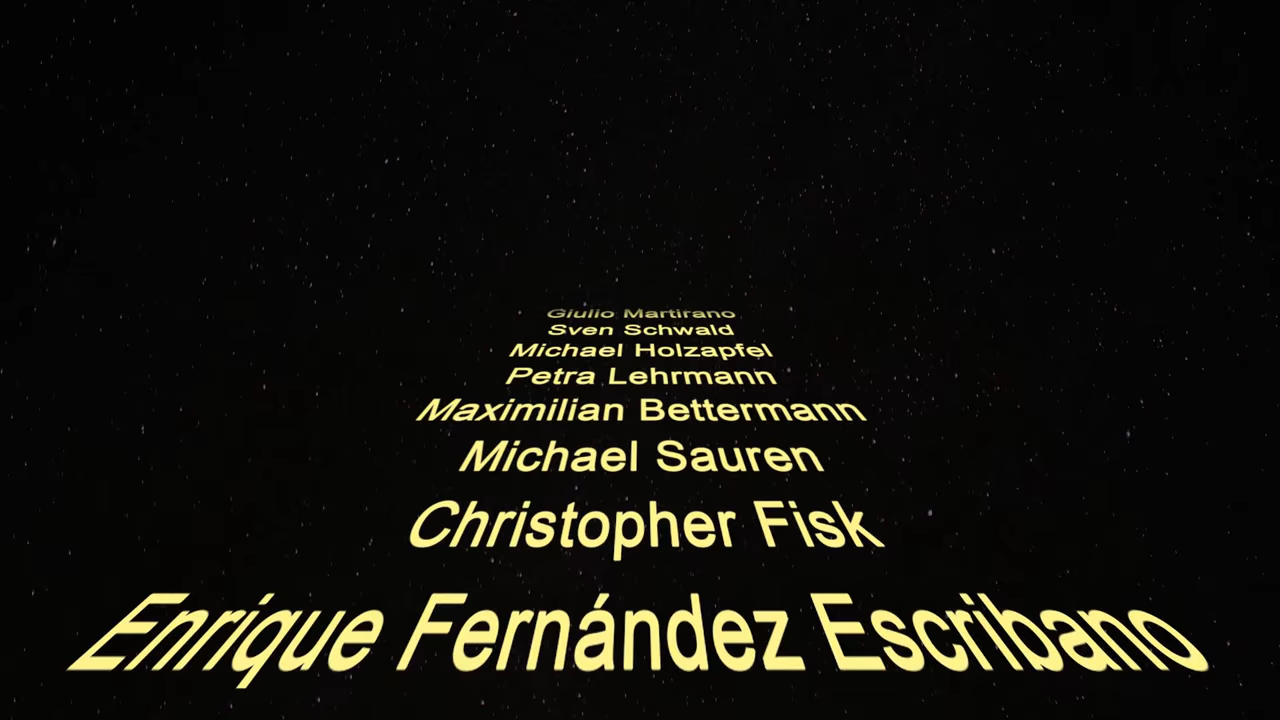 Giulio Martirano
Sven Schwald
Michael Holzapfel
Petra Lehrmann
Maximilian Bettermann
Michael Sauren
Christopher Fisk
Enrique Fernández Escribano